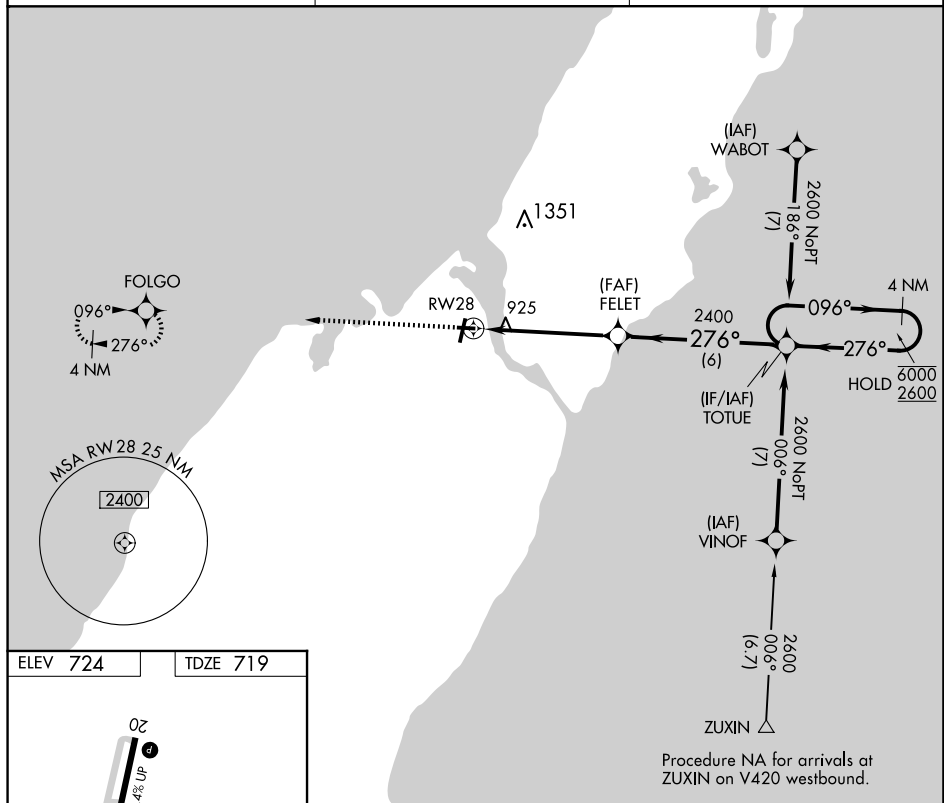 (IAF)
WABOT
2600 NoPT
186°
(7)
1351
FOLGO
096°
276°
4 NM
RW28
925
(FAF)
FELET
2400
276°
(6)
4 NM
096°
276°
HOLD
6000
2600
(IF/IAF)
TOTUE
2600 NoPT
006°
(7)
MSA RW28 25 NM
2400
(IAF)
VINOF
2600
006°
(6.7)
ZUXIN
Procedure NA for arrivals at
ZUXIN on V420 westbound.
ELEV 724
TDZE 719
20
P
4% UP